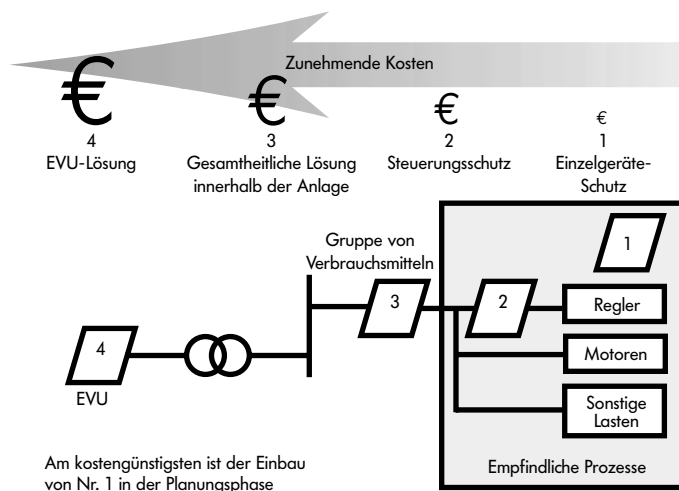 Zunehmende Kosten
€ € € €
4 3 2 1
EVU-Lösung
Gesamtheitliche Lösung
innerhalb der Anlage
Steuerungsschutz
Einzelgeräte-
Schutz
Gruppe von
Verbrauchsmitteln
1
3
2
Regler
4
EVU
Motoren
Sonstige
Lasten
Am kostengünstigsten ist der Einbau
von Nr. 1 in der Planungsphase
Empfindliche Prozesse